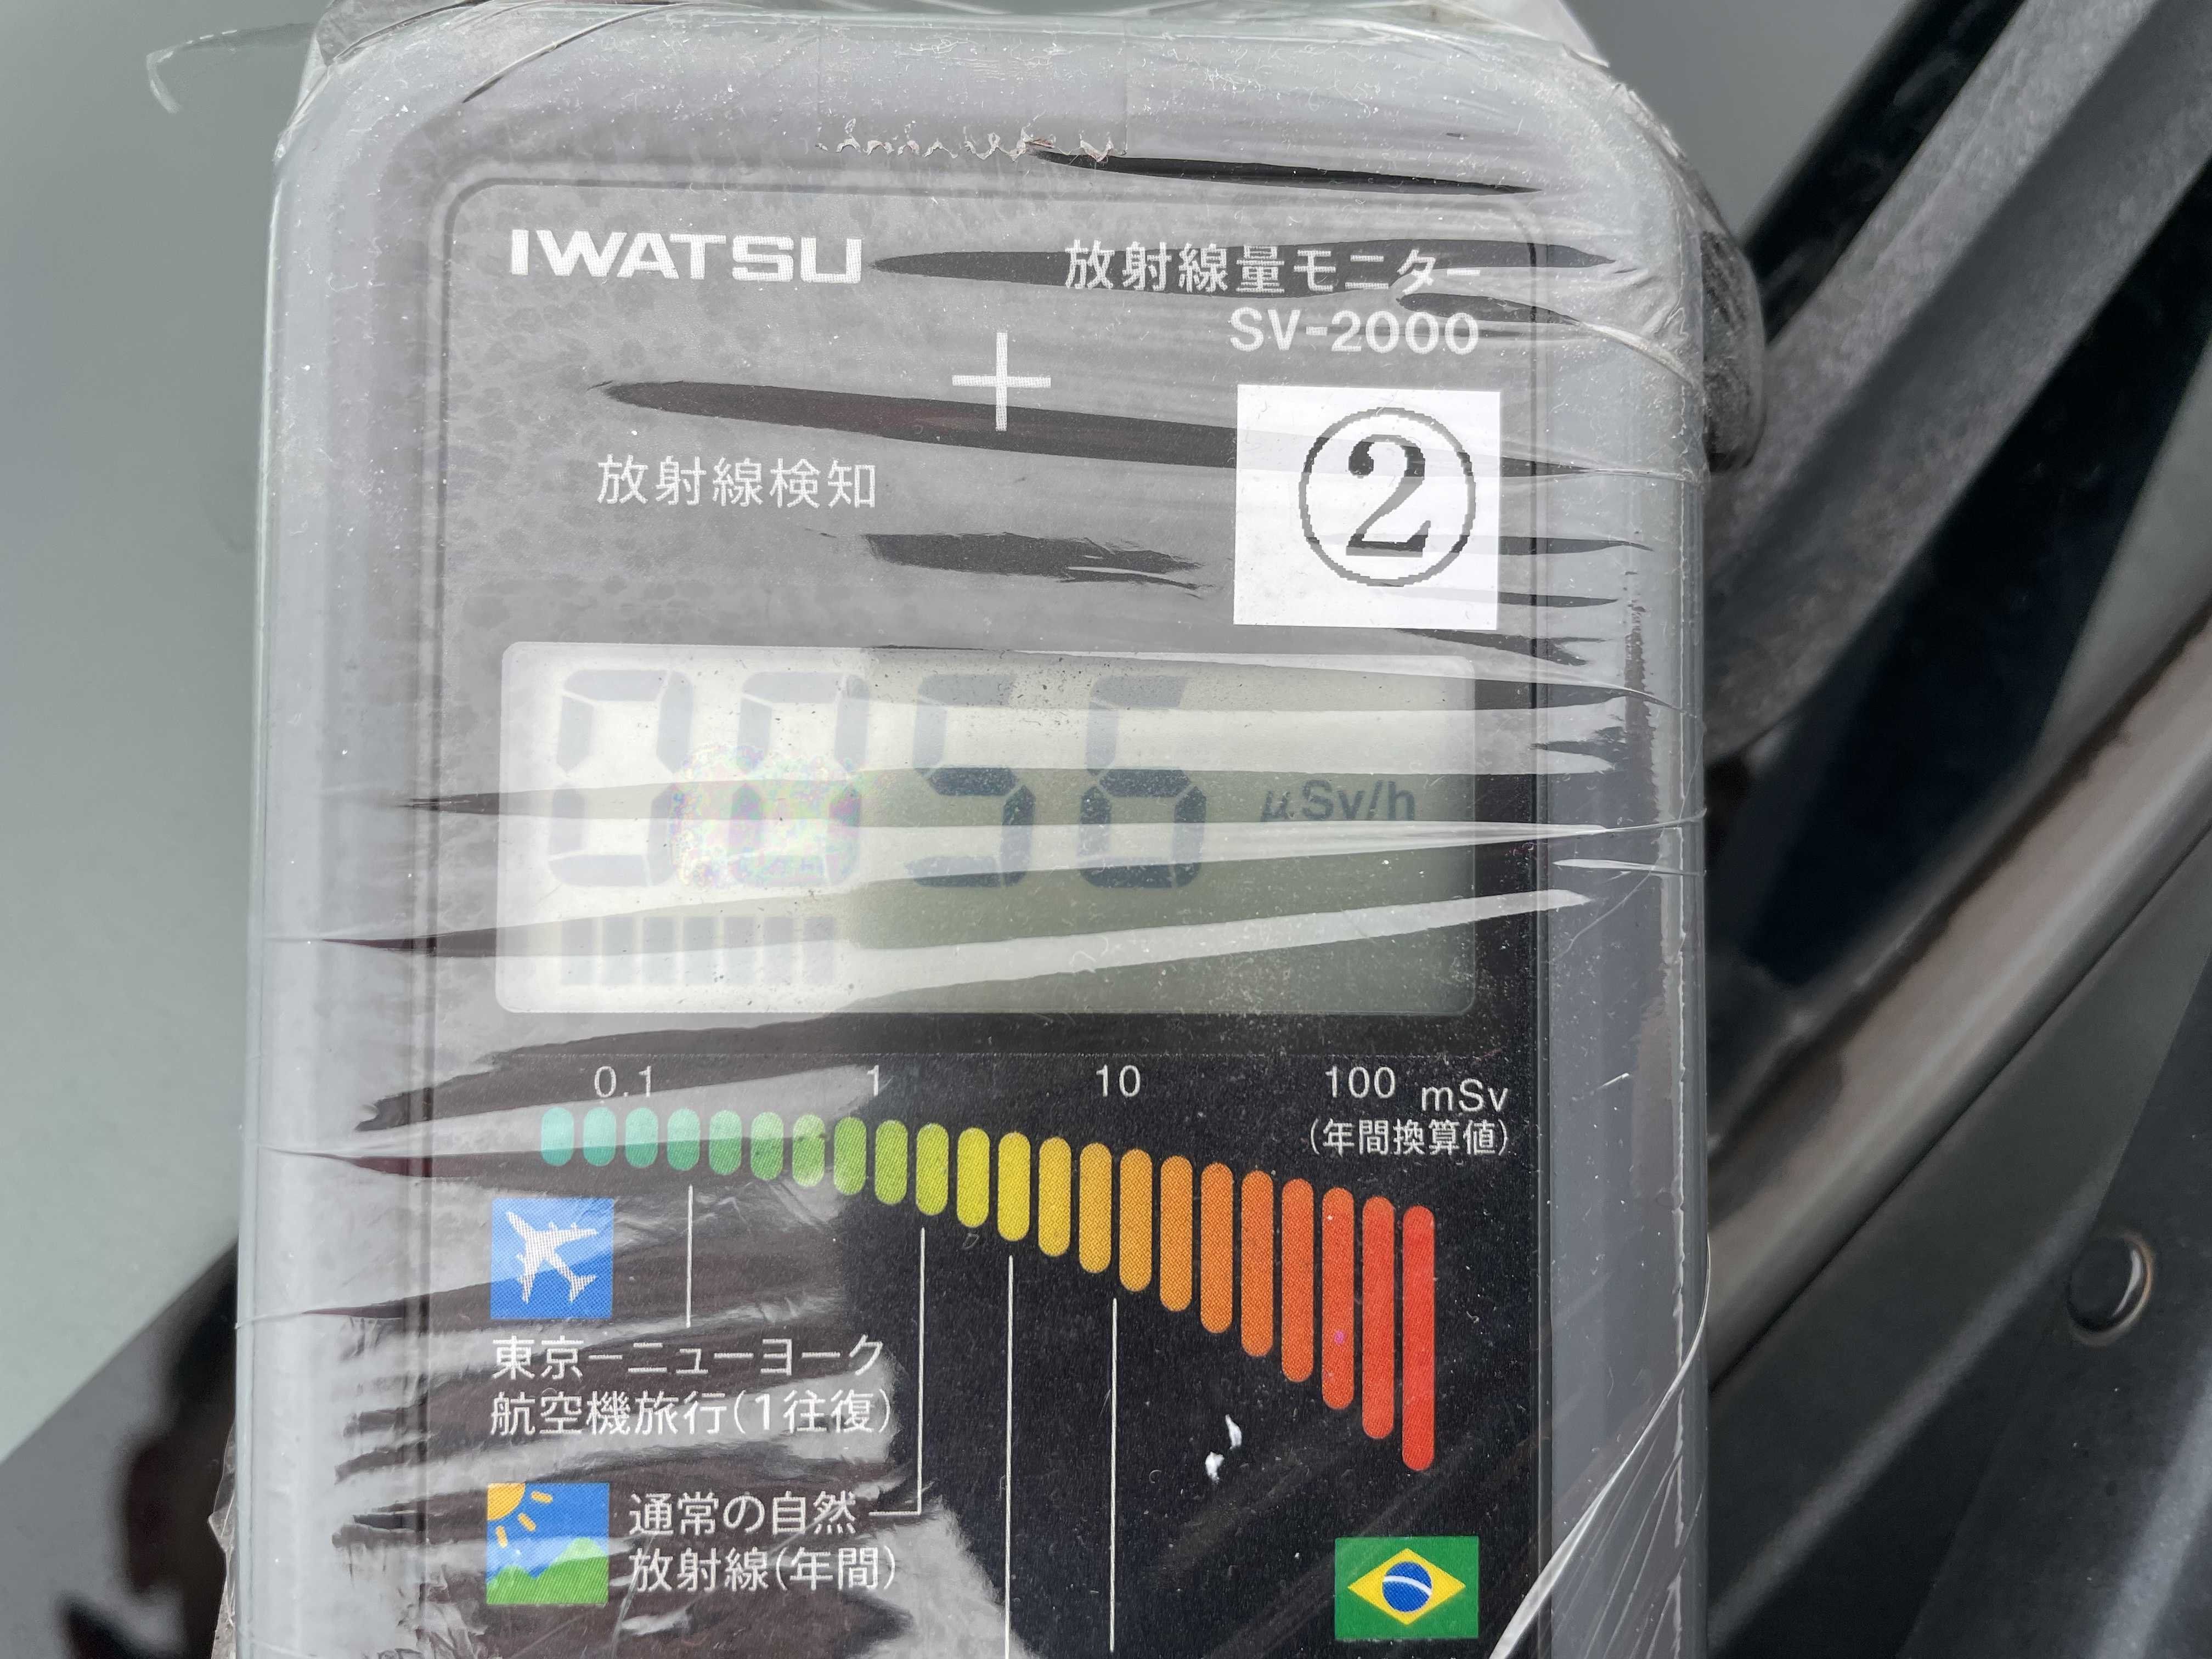 IWATSU
放射線量モニター
SV-2000
放射線検知
②
0.056 μSv/h
0.1 1 10 100 mSv
(年間換算値)
東京ーニューヨーク
航空機旅行(1往復)
通常の自然
放射線(年間)